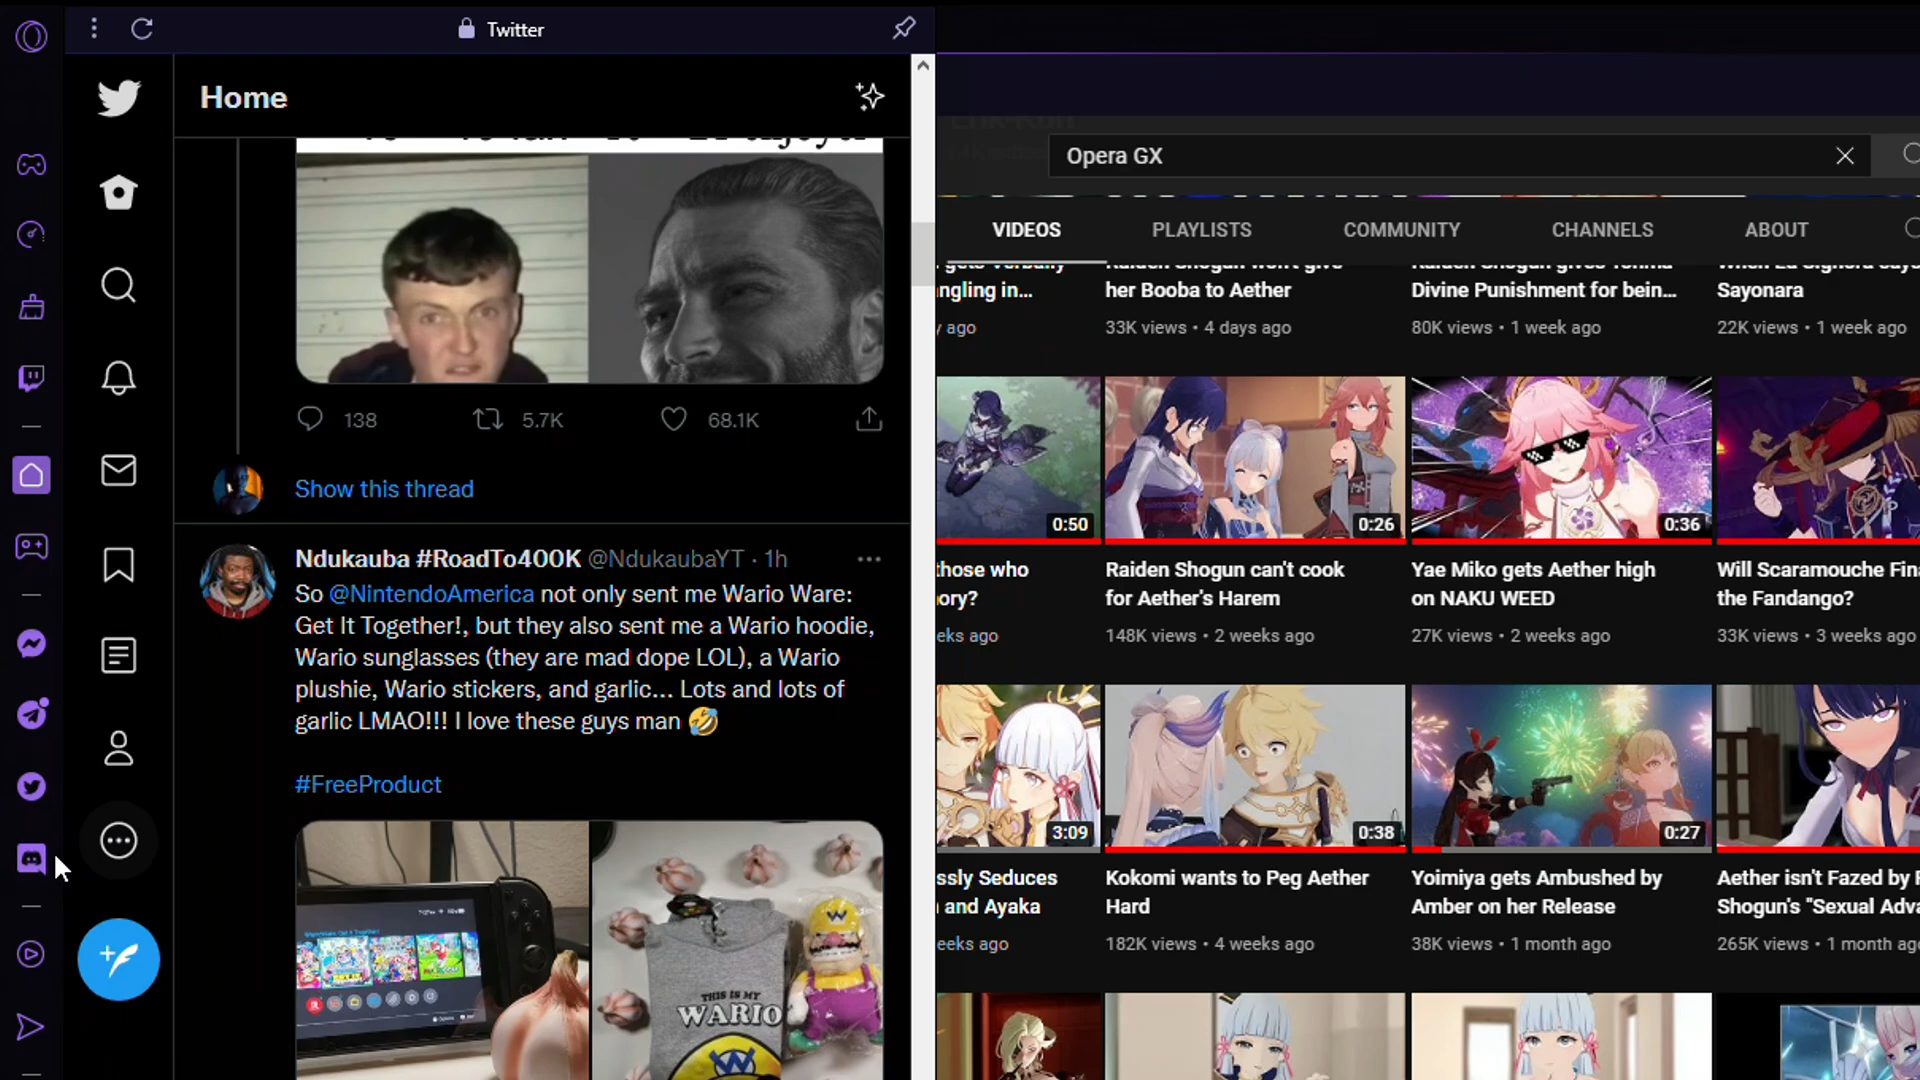 Twitter
Home
138
5.7K
68.1K
Show this thread
Ndukauba #RoadTo400K @NdukaubaYT · 1h
So @NintendoAmerica not only sent me Wario Ware:
Get It Together!, but they also sent me a Wario hoodie,
Wario sunglasses (they are mad dope LOL), a Wario
plushie, Wario stickers, and garlic... Lots and lots of
garlic LMAO!!! I love these guys man 🤣
#FreeProduct
THIS IS MY
WARIO
Opera GX
VIDEOS
PLAYLISTS
COMMUNITY
CHANNELS
ABOUT
ngling in...
ago
her Booba to Aether
33K views • 4 days ago
Divine Punishment for bein...
80K views • 1 week ago
Sayonara
22K views • 1 week ago
0:50
0:26
0:36
those who
ory?
eks ago
Raiden Shogun can't cook
for Aether's Harem
148K views • 2 weeks ago
Yae Miko gets Aether high
on NAKU WEED
27K views • 2 weeks ago
Will Scaramouche Fina
the Fandango?
33K views • 3 weeks ago
3:09
0:38
0:27
ssly Seduces
and Ayaka
eeks ago
Kokomi wants to Peg Aether
Hard
182K views • 4 weeks ago
Yoimiya gets Ambushed by
Amber on her Release
38K views • 1 month ago
Aether isn't Fazed by
Shogun's "Sexual Adva
265K views • 1 month ago